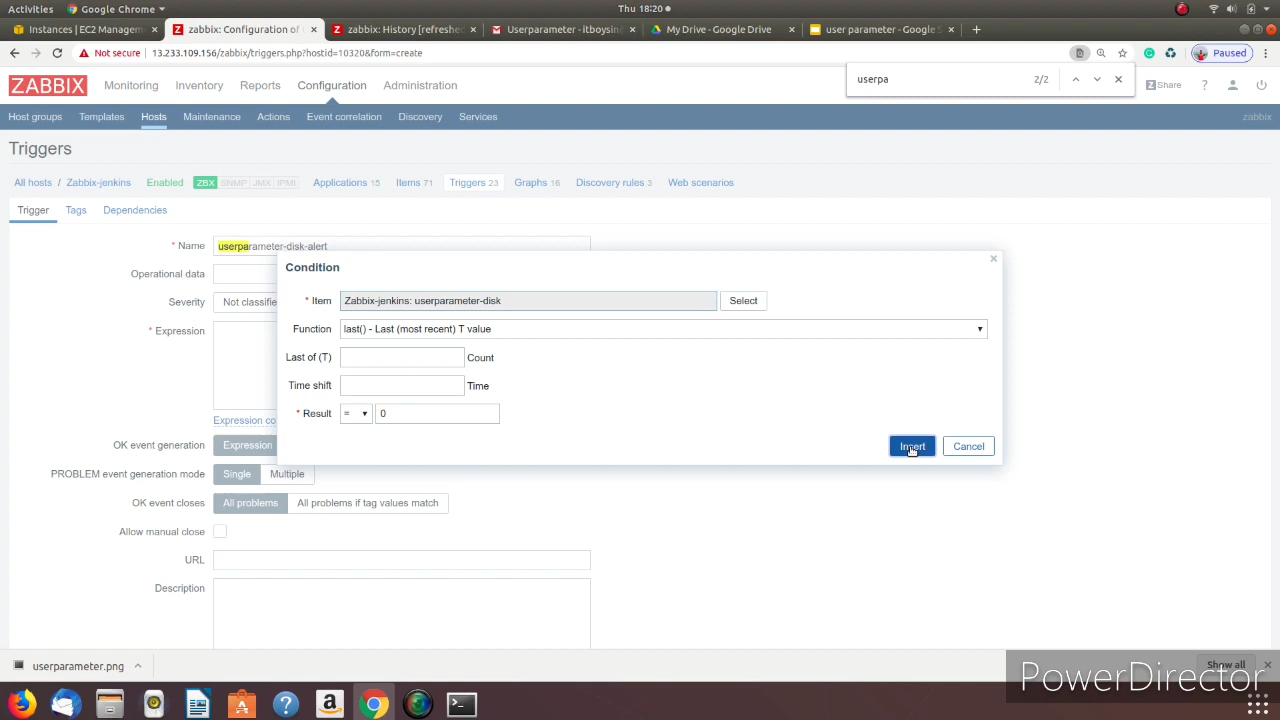 Activities Google Chrome Thu 18:20
Instances | EC2 Managem zabbix: Configuration of zabbix: History [refreshed Userparameter - itboysin@ My Drive - Google Drive user parameter - Google S
Not secure 13.233.109.156/zabbix/triggers.php?hostid=10320&form=create Paused
ZABBIX Monitoring Inventory Reports Configuration Administration userpa 2/2 Z Share ?
Host groups Templates Hosts Maintenance Actions Event correlation Discovery Services zabbix
Triggers
All hosts / Zabbix-jenkins Enabled ZBX SNMP JMX IPMI Applications 15 Items 71 Triggers 23 Graphs 16 Discovery rules 3 Web scenarios
Trigger Tags Dependencies
* Name userparameter-disk-alert
Operational data
Severity Not classifie
* Expression
Condition
* Item Zabbix-jenkins: userparameter-disk Select
Function last() - Last (most recent) T value
Last of (T) Count
Time shift Time
* Result = 0
Insert Cancel
Expression co
OK event generation Expression
PROBLEM event generation mode Single Multiple
OK event closes All problems All problems if tag values match
Allow manual close
URL
Description
userparameter.png Show all
PowerDirector